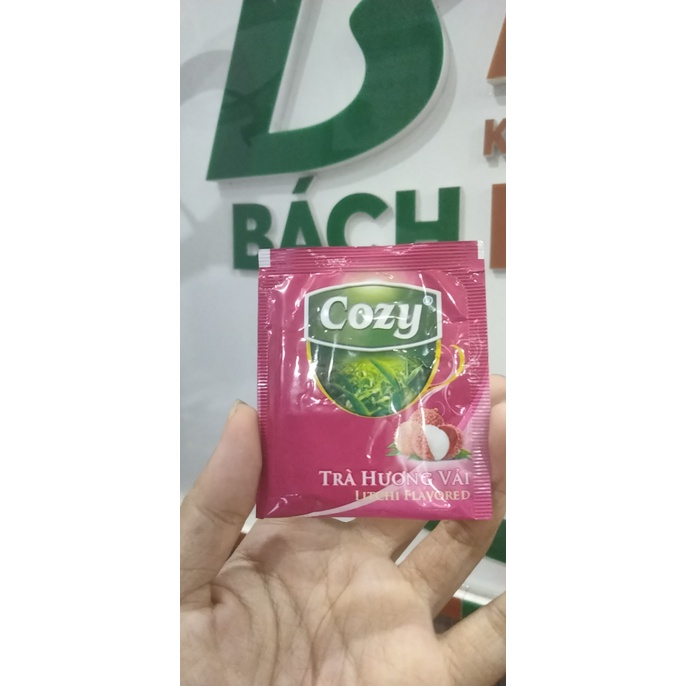 K
BÁCH
Cozy®
TRÀ HƯƠNG VẢI
LITCHI FLAVORED